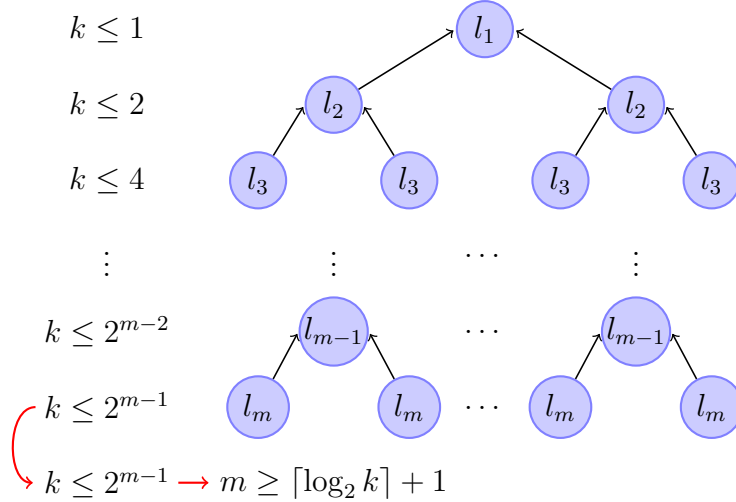 k ≤ 1 l₁
k ≤ 2 l₂ l₂
k ≤ 4 l₃ l₃ l₃ l₃
⋮ ⋮ ⋯ ⋮
k ≤ 2^{m−2} l_{m−1} ⋯ l_{m−1}
k ≤ 2^{m−1} l_m l_m ⋯ l_m l_m
k ≤ 2^{m−1} → m ≥ ⌈log₂ k⌉ + 1